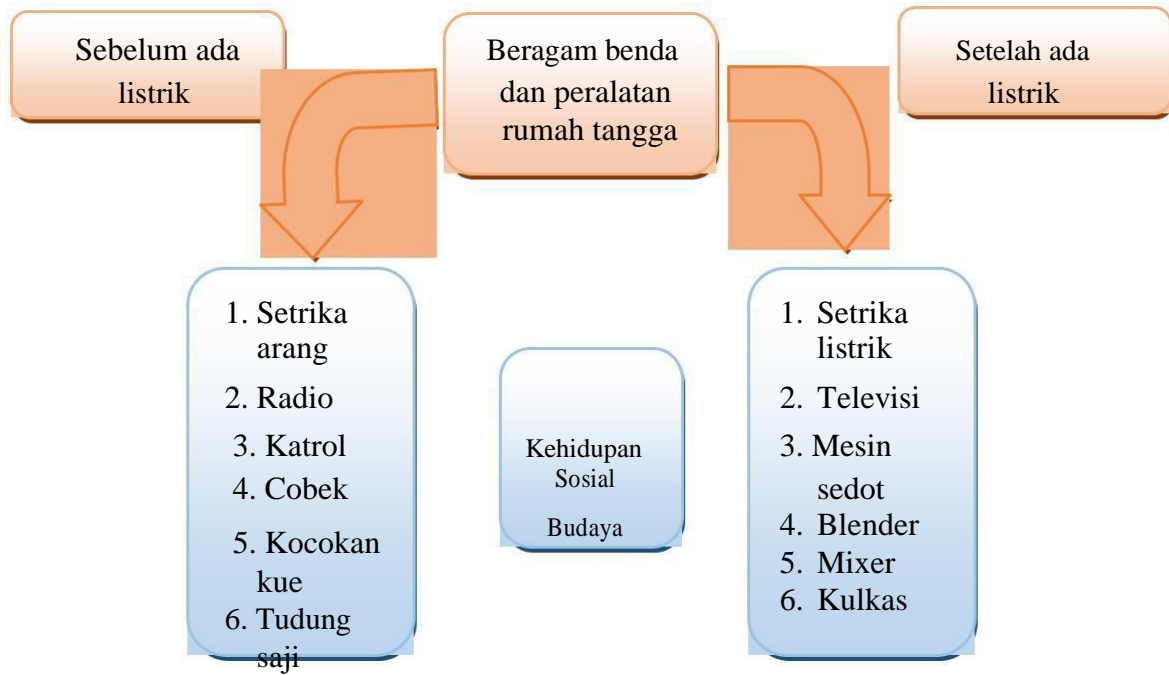 Sebelum ada
listrik
Beragam benda
dan peralatan
rumah tangga
Setelah ada
listrik
1. Setrika
arang
2. Radio
3. Katrol
4. Cobek
5. Kocokan
kue
6. Tudung
saji
Kehidupan
Sosial
Budaya
1. Setrika
listrik
2. Televisi
3. Mesin
sedot
4. Blender
5. Mixer
6. Kulkas